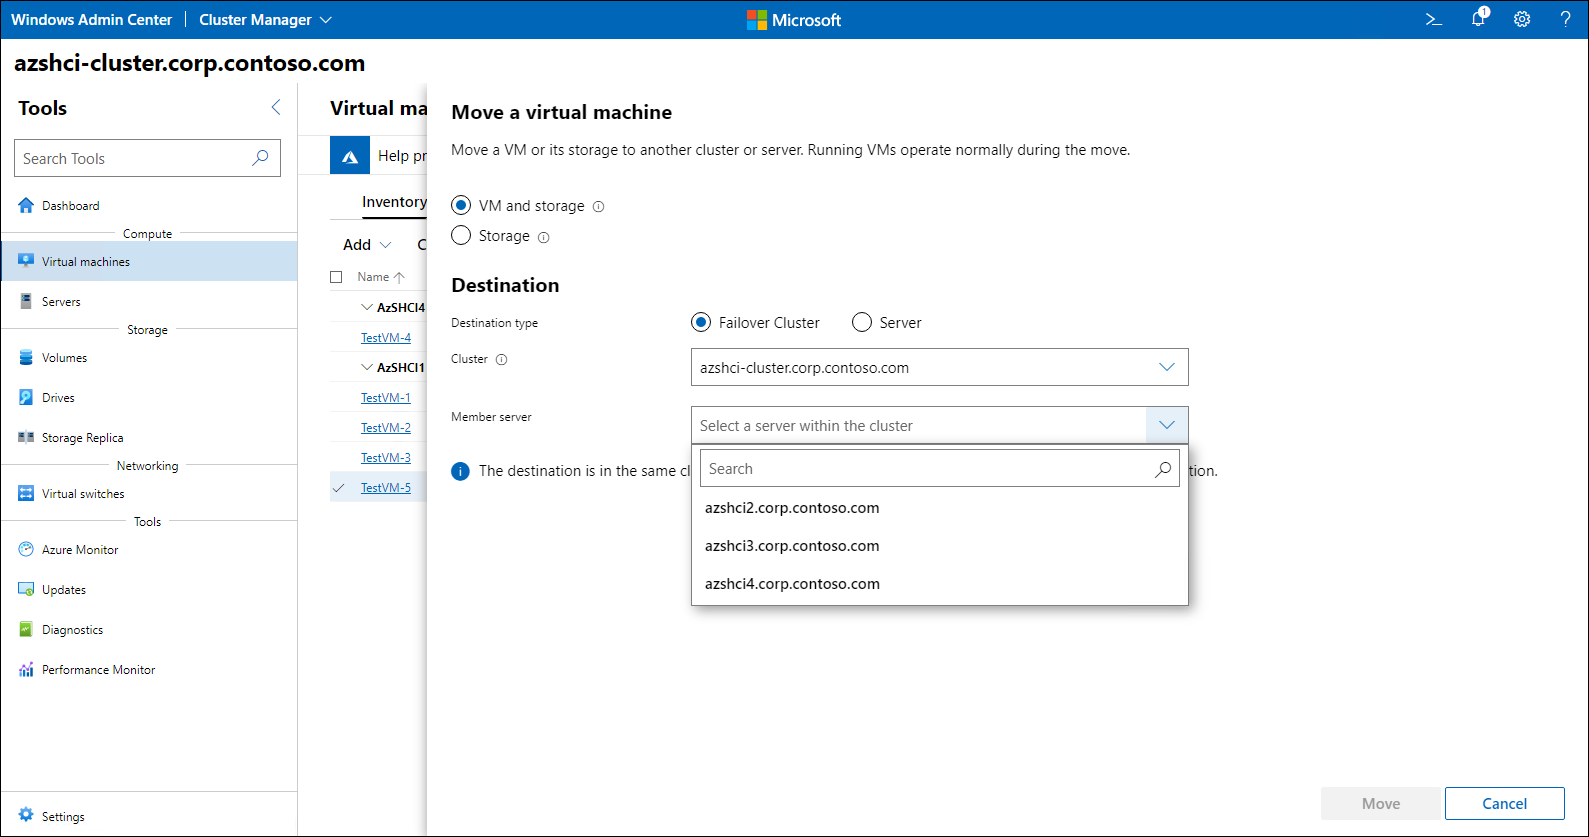 Windows Admin Center | Cluster Manager
Microsoft
1
azshci-cluster.corp.contoso.com
Tools
Search Tools
Dashboard
Compute
Virtual machines
Servers
Storage
Volumes
Drives
Storage Replica
Networking
Virtual switches
Tools
Azure Monitor
Updates
Diagnostics
Performance Monitor
Settings
Virtual ma
Help pr
Inventory
Add
Name
AzSHCI4
TestVM-4
AzSHCI1
TestVM-1
TestVM-2
TestVM-3
TestVM-5
Move a virtual machine
Move a VM or its storage to another cluster or server. Running VMs operate normally during the move.
VM and storage
Storage
Destination
Destination type
Failover Cluster
Server
Cluster
azshci-cluster.corp.contoso.com
Member server
Select a server within the cluster
The destination is in the same cl
tion.
Search
azshci2.corp.contoso.com
azshci3.corp.contoso.com
azshci4.corp.contoso.com
Move
Cancel